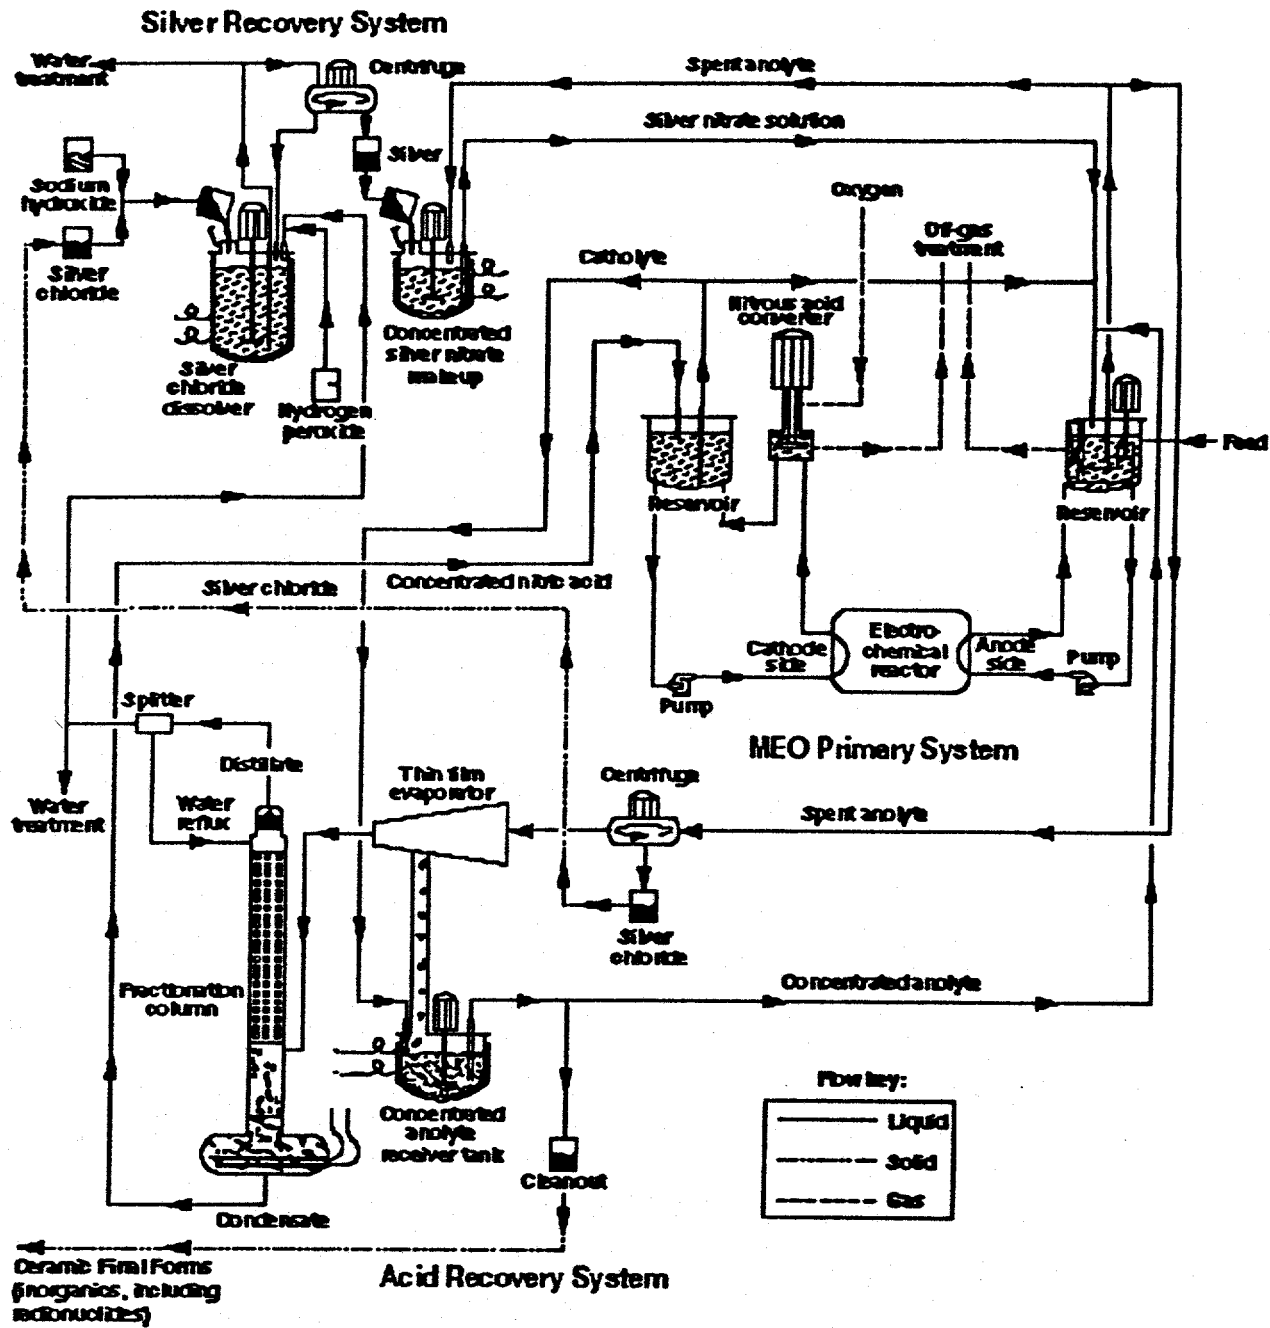 Silver Recovery System
Water
treatment
Centrifuge
Spent anolyte
Silver nitrate solution
Silver
Sodium
hydroxide
Silver
chloride
Oxygen
Off-gas
treatment
Catholyte
Nitrous acid
converter
Concentrated
silver nitrate
makeup
Silver
chloride
dissolver
Hydrogen
peroxide
Feed
Reservoir
Reservoir
Concentrated nitric acid
Silver chloride
Electro-
chemical
reactor
Cathode
side
Anode
side
Pump
Pump
MEO Primary System
Splitter
Distillate
Water
reflux
Water
treatment
Thin film
evaporator
Centrifuge
Spent anolyte
Silver
chloride
Fractionation
column
Concentrated anolyte
Concentrated
anolyte
receiver tank
Cleanout
Flow key:
Liquid
Solid
Gas
Condensate
Ceramic Final Forms
(inorganics, including
radionuclides)
Acid Recovery System